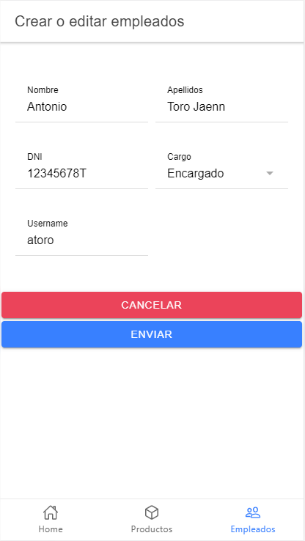 Crear o editar empleados
Nombre Apellidos
Antonio Toro Jaenn
DNI Cargo
12345678T Encargado
Username
atoro
CANCELAR
ENVIAR
Home Productos Empleados